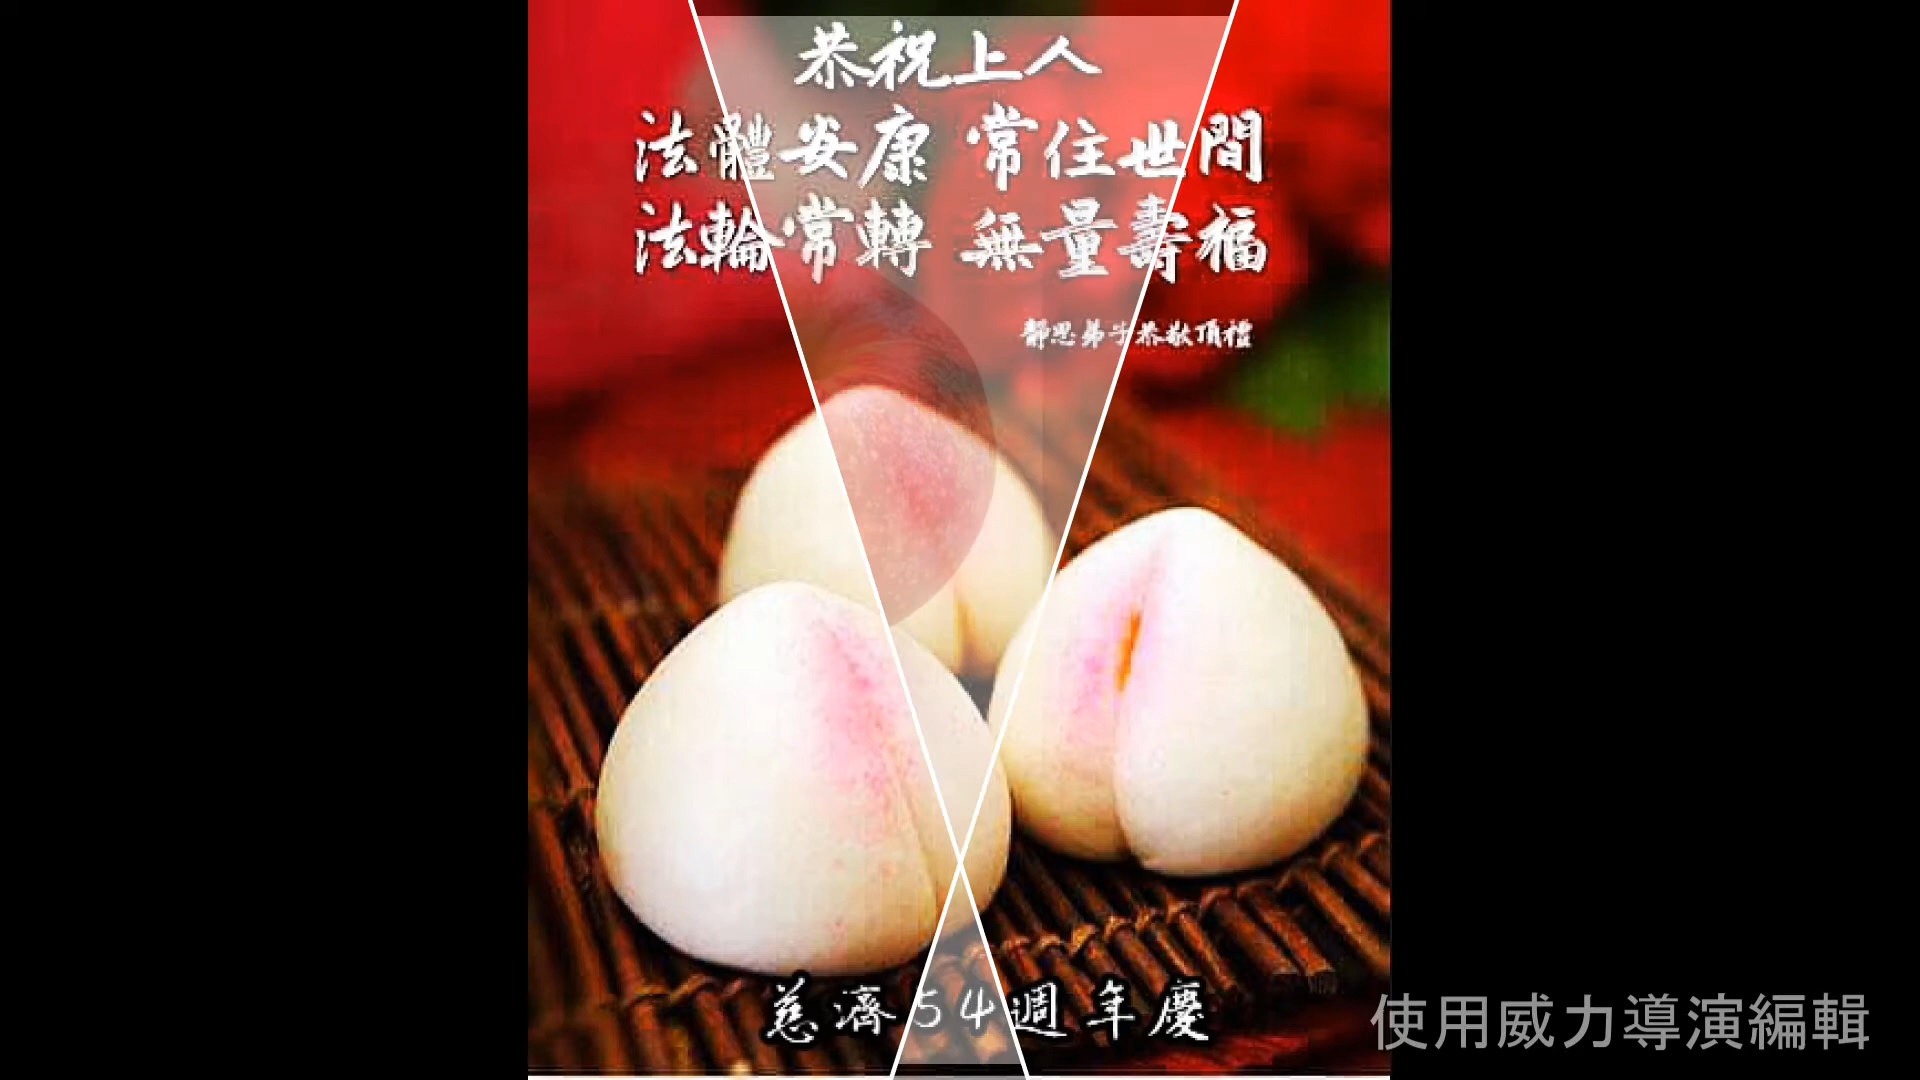 恭祝上人
法體安康 常住世間
法輪常轉 無量壽福
靜思弟子恭敬頂禮
慈濟54週年慶
使用威力導演編輯